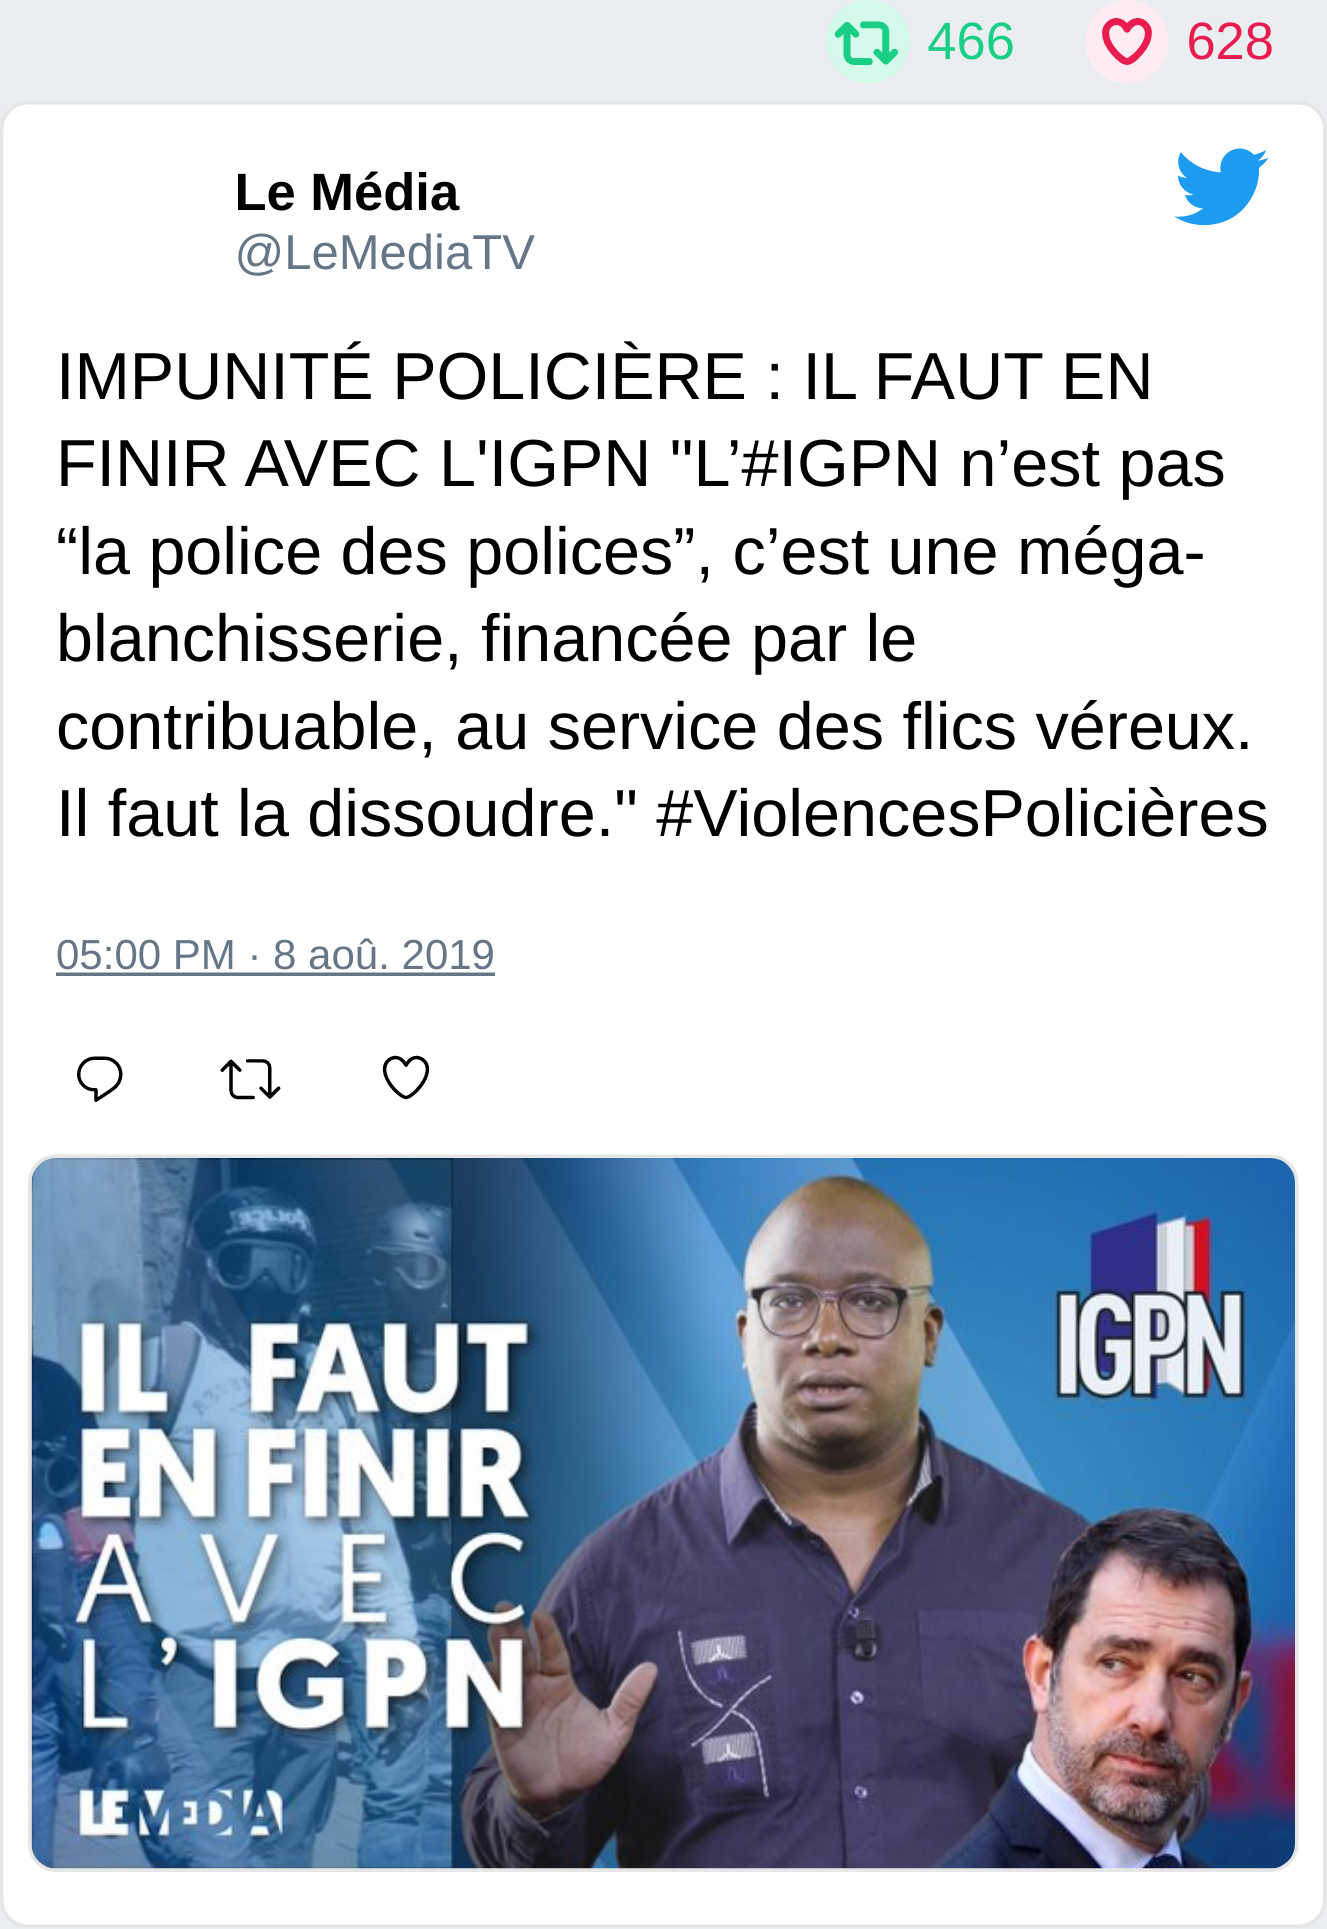 466 628
Le Média
@LeMediaTV
IMPUNITÉ POLICIÈRE : IL FAUT EN
FINIR AVEC L'IGPN "L’#IGPN n’est pas
“la police des polices”, c’est une méga-
blanchisserie, financée par le
contribuable, au service des flics véreux.
Il faut la dissoudre." #ViolencesPolicières
05:00 PM · 8 aoû. 2019
POLICE
IGPN
IL FAUT
EN FINIR
AVEC
L’IGPN
LE MEDIA